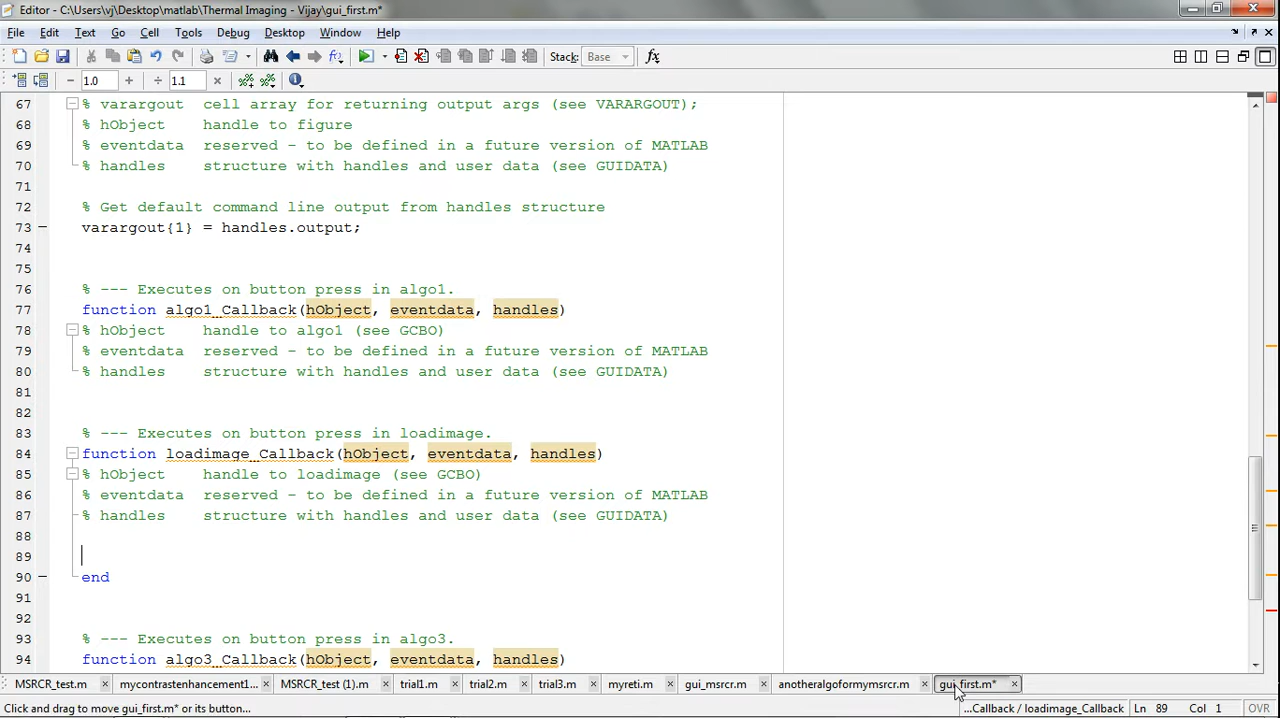 Editor - C:\Users\vj\Desktop\matlab\Thermal Imaging - Vijay\gui_first.m*
File Edit Text Go Cell Tools Debug Desktop Window Help
Stack: Base fx
− 1.0 + ÷ 1.1 ×
67 % varargout  cell array for returning output args (see VARARGOUT);
68 % hObject    handle to figure
69 % eventdata  reserved - to be defined in a future version of MATLAB
70 % handles    structure with handles and user data (see GUIDATA)
71
72 % Get default command line output from handles structure
73 – varargout{1} = handles.output;
74
75
76 % --- Executes on button press in algo1.
77 function algo1_Callback(hObject, eventdata, handles)
78 % hObject    handle to algo1 (see GCBO)
79 % eventdata  reserved - to be defined in a future version of MATLAB
80 % handles    structure with handles and user data (see GUIDATA)
81
82
83 % --- Executes on button press in loadimage.
84 function loadimage_Callback(hObject, eventdata, handles)
85 % hObject    handle to loadimage (see GCBO)
86 % eventdata  reserved - to be defined in a future version of MATLAB
87 % handles    structure with handles and user data (see GUIDATA)
88
89
90 – end
91
92
93 % --- Executes on button press in algo3.
94 function algo3_Callback(hObject, eventdata, handles)
MSRCR_test.m × mycontrastenhancement1... × MSRCR_test (1).m × trial1.m × trial2.m × trial3.m × myreti.m × gui_msrcr.m × anotheralgoformymsrcr.m × gui_first.m* ×
Click and drag to move gui_first.m* or its button... ...Callback / loadimage_Callback Ln 89 Col 1 OVR